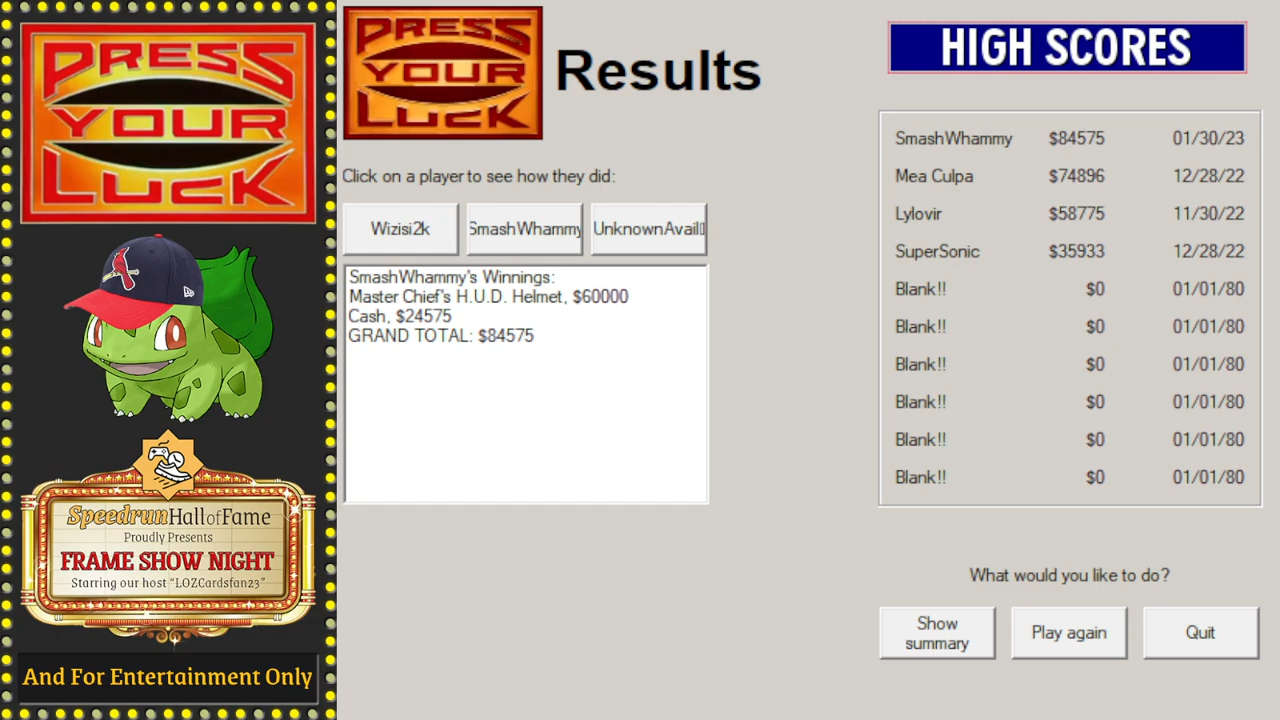 PRESS
YOUR
LUCK
SpeedrunHallofFame
Proudly Presents
FRAME SHOW NIGHT
Starring our host "LOZCardsfan23"
And For Entertainment Only
PRESS
YOUR
LUCK
Results
Click on a player to see how they did:
Wizisi2k
SmashWhammy
UnknownAvail
SmashWhammy's Winnings:
Master Chief's H.U.D. Helmet, $60000
Cash, $24575
GRAND TOTAL: $84575
HIGH SCORES
SmashWhammy $84575 01/30/23
Mea Culpa $74896 12/28/22
Lylovir $58775 11/30/22
SuperSonic $35933 12/28/22
Blank!! $0 01/01/80
Blank!! $0 01/01/80
Blank!! $0 01/01/80
Blank!! $0 01/01/80
Blank!! $0 01/01/80
Blank!! $0 01/01/80
What would you like to do?
Show
summary
Play again
Quit